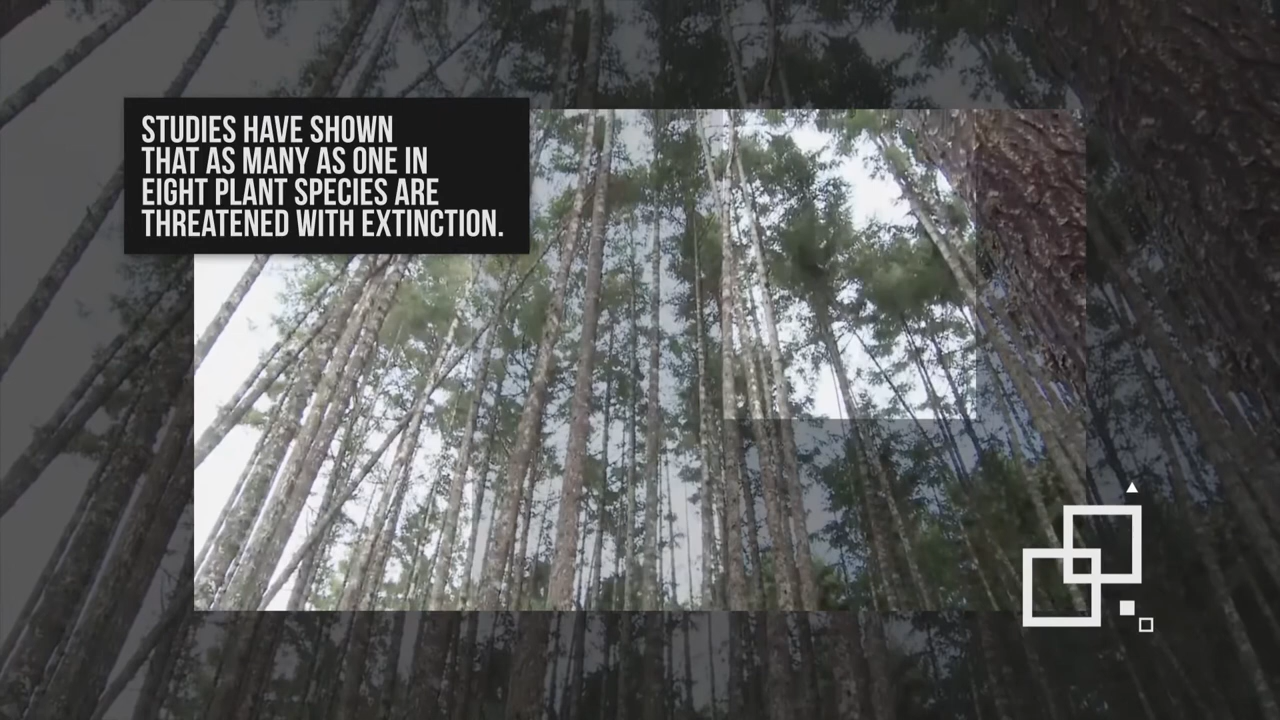 STUDIES HAVE SHOWN
THAT AS MANY AS ONE IN
EIGHT PLANT SPECIES ARE
THREATENED WITH EXTINCTION.